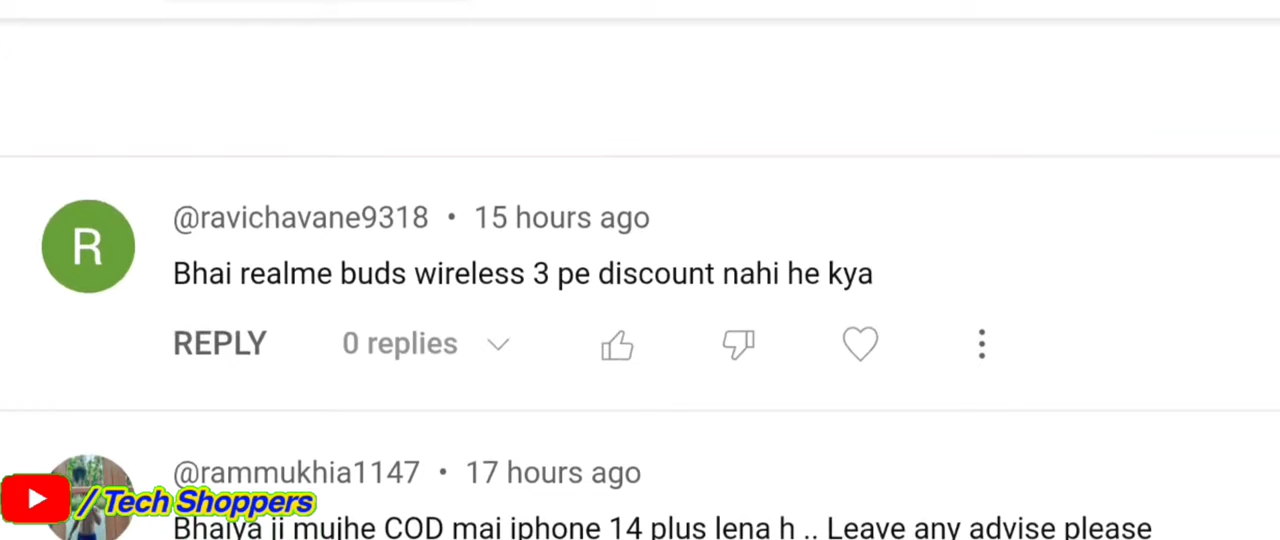 R
@ravichavane9318 • 15 hours ago
Bhai realme buds wireless 3 pe discount nahi he kya
REPLY 0 replies
@rammukhia1147 • 17 hours ago
/ Tech Shoppers
Bhaiya ji mujhe COD mai iphone 14 plus lena h .. Leave any advise please